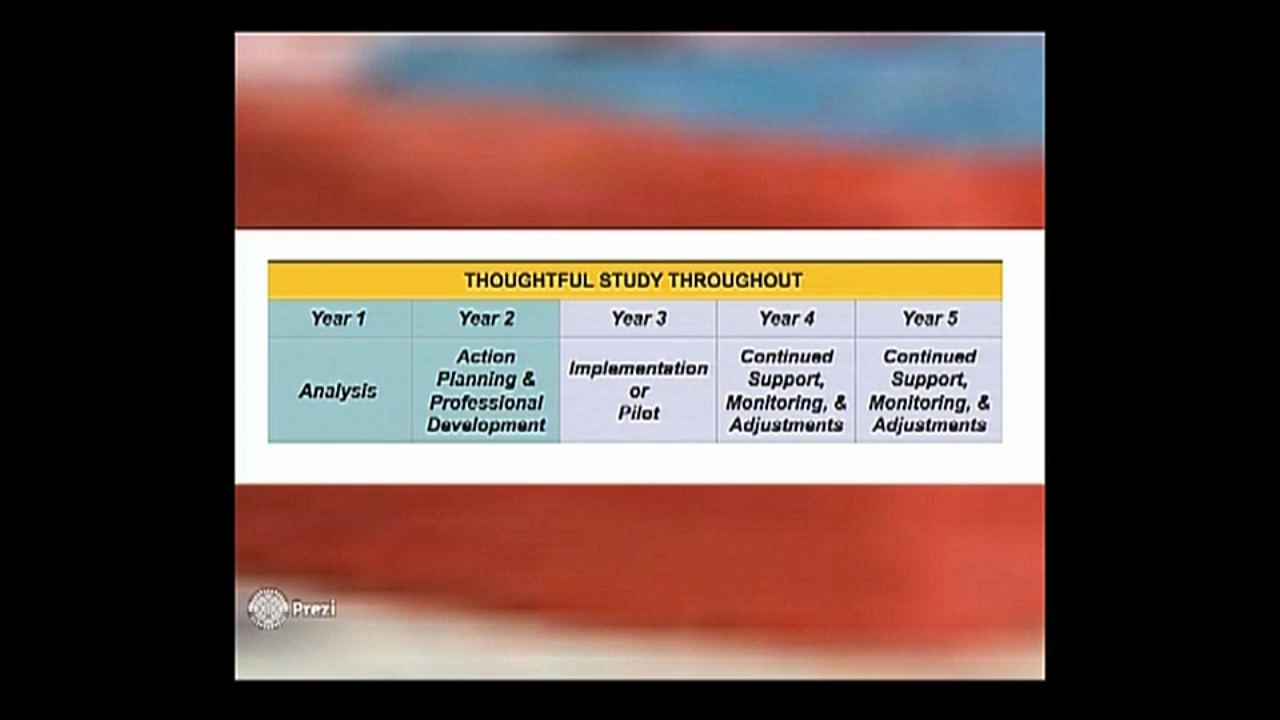 THOUGHTFUL STUDY THROUGHOUT
Year 1
Year 2
Year 3
Year 4
Year 5
Analysis
Action
Planning &
Professional
Development
Implementation
or
Pilot
Continued
Support,
Monitoring, &
Adjustments
Continued
Support,
Monitoring, &
Adjustments
Prezi